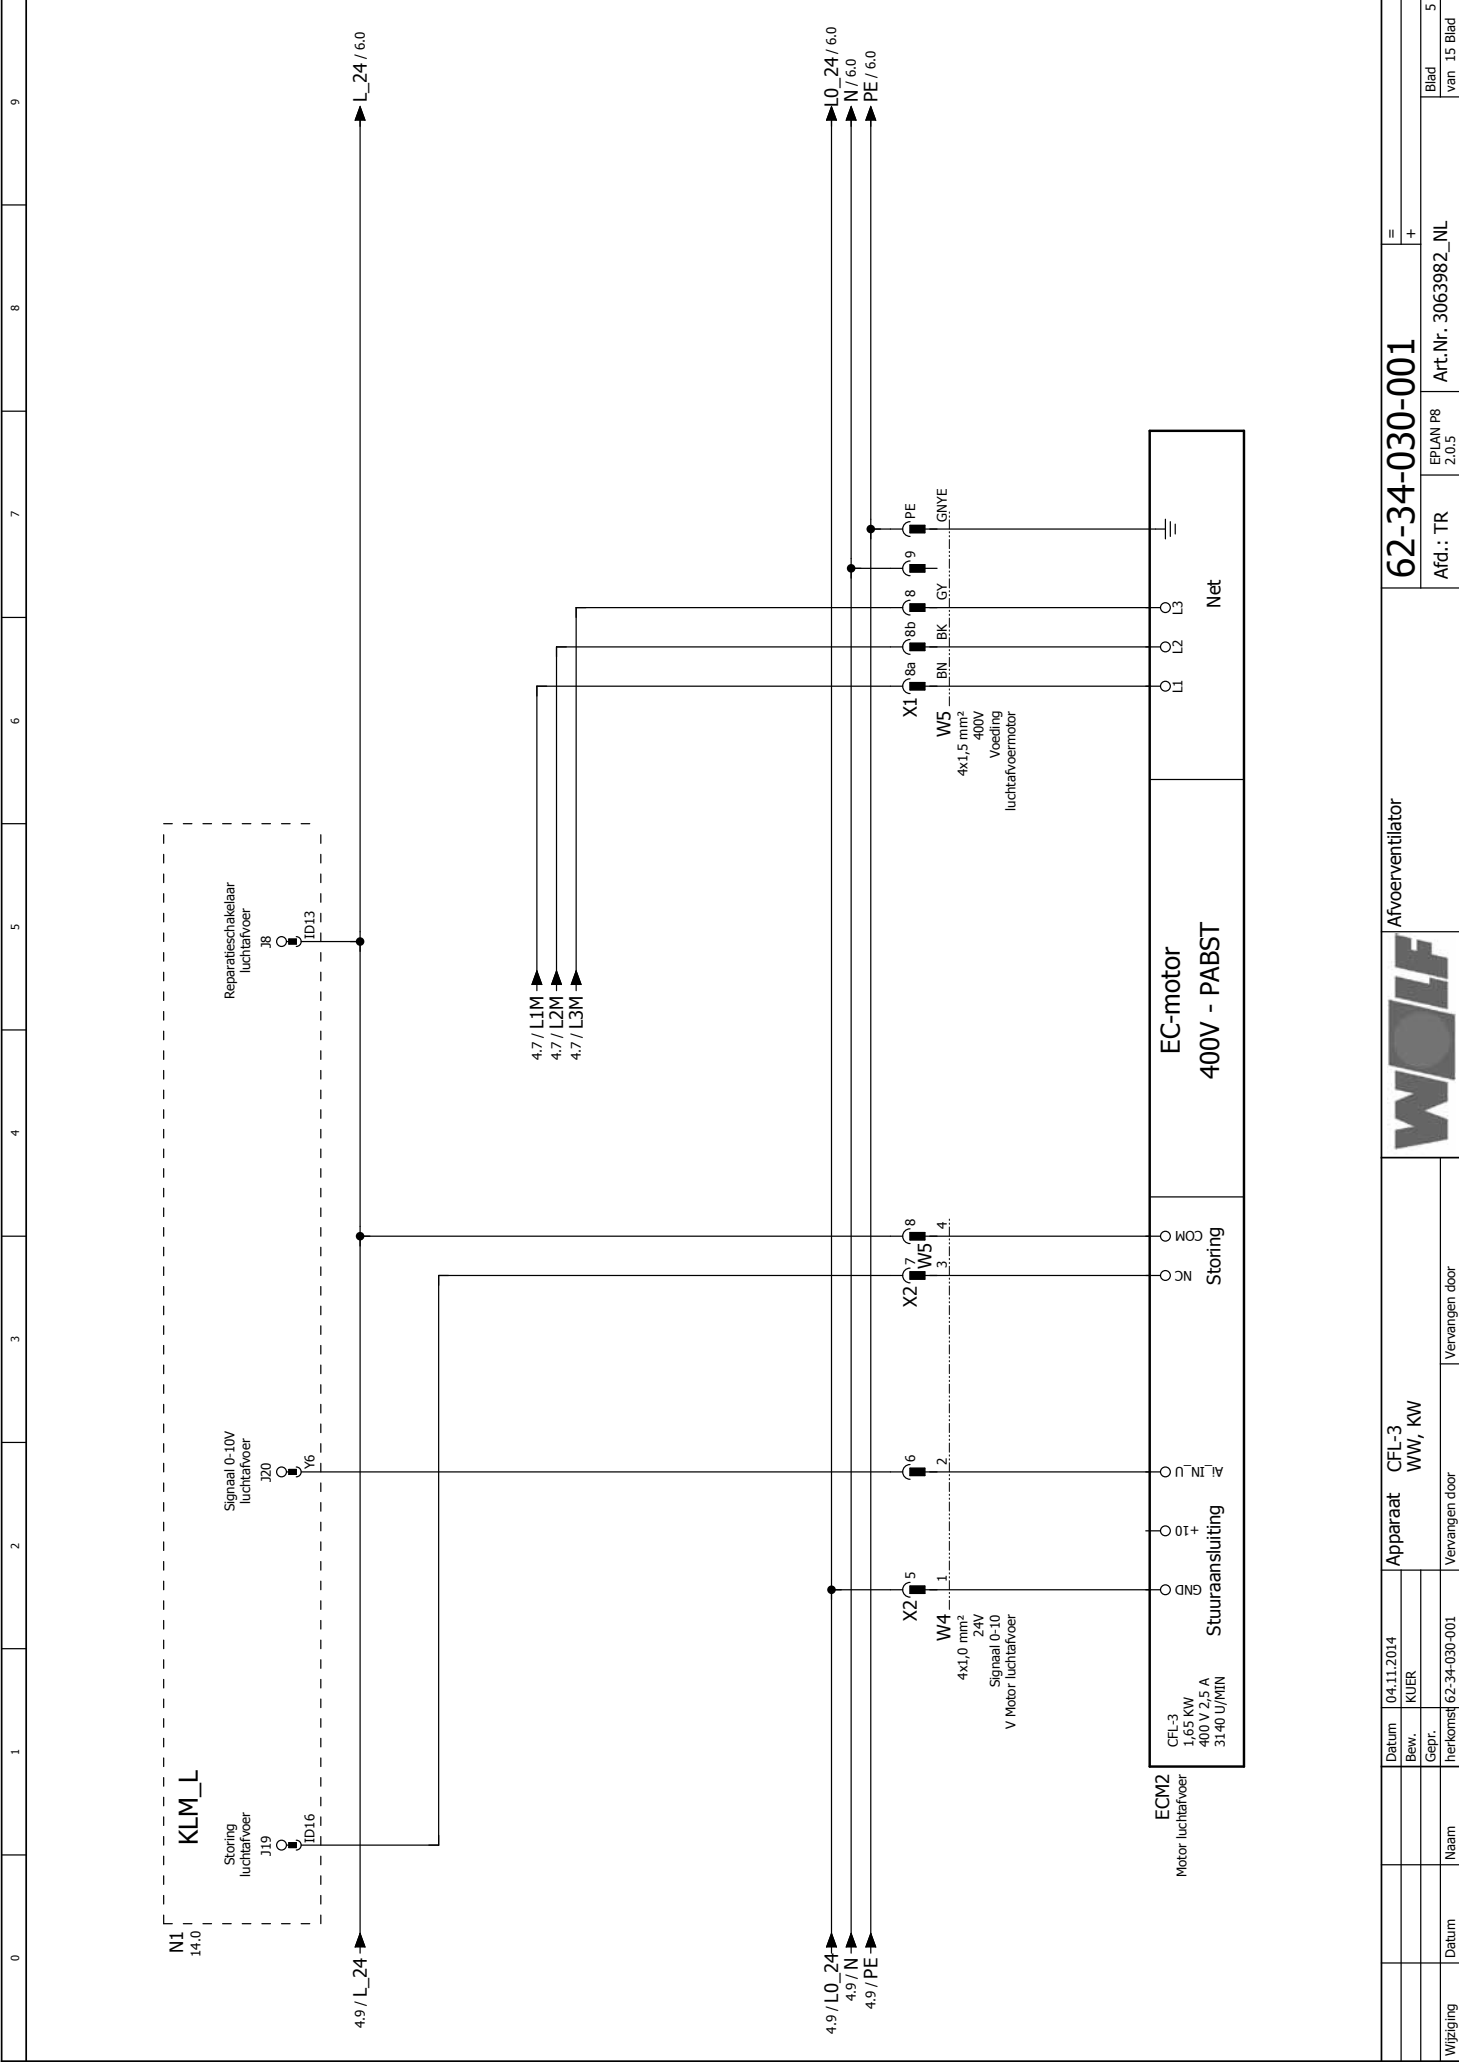 0 1 2 3 4 5 6 7 8 9
KLM_L
N1
14.0
Storing
luchtafvoer
J19
ID16
Signaal 0-10V
luchtafvoer
J20
Y6
Reparatieschakelaar
luchtafvoer
J8
ID13
4.9 / L_24
L_24 / 6.0
4.7 / L1M
4.7 / L2M
4.7 / L3M
4.9 / L0_24
4.9 / N
4.9 / PE
L0_24 / 6.0
N / 6.0
PE / 6.0
X2 5
6
X2 7
8
W5
X1 8a
8b
8
9
PE
W4
1
2
3
4
4x1,0 mm²
24V
Signaal 0-10
V Motor luchtafvoer
W5
BN
BK
GY
GNYE
4x1,5 mm²
400V
Voeding
luchtafvoermotor
ECM2
Motor luchtafvoer
CFL-3
1,65 KW
400 V 2,5 A
3140 U/MIN
GND
+10
Ai_IN_U
NC
COM
L1
L2
L3
Stuuraansluiting
Storing
EC-motor
400V - PABST
Net
Wijziging
Datum
Naam
Datum 04.11.2014
Bew. KUER
Gepr.
herkomst 62-34-030-001
Apparaat CFL-3
WW, KW
Vervangen door
Vervangen door
WOLF
Afvoerventilator
62-34-030-001
Afd.: TR
EPLAN P8
2.0.5
Art.Nr. 3063982_NL
=
+
Blad 5
van 15 Blad